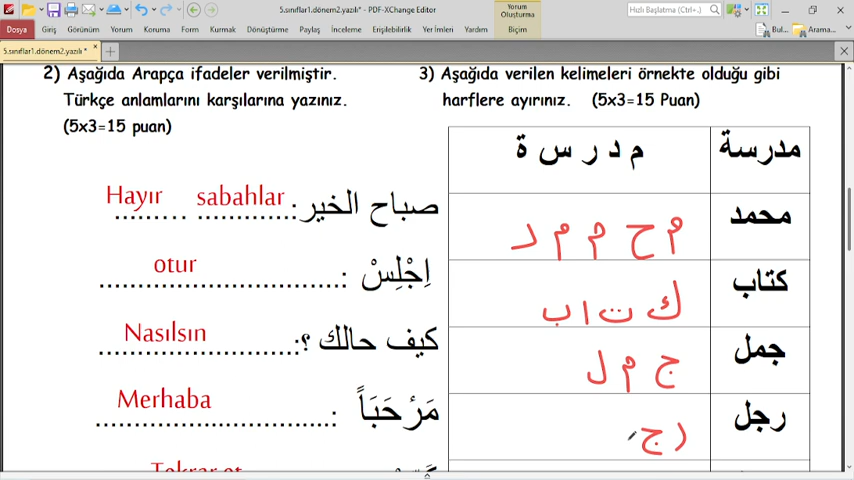 5.sınıflar1.dönem2.yazılı* - PDF-XChange Editor
Yorum Oluşturma
Hızlı Başlatma (Ctrl+.)
Dosya Giriş Görünüm Yorum Koruma Form Kurumak Dönüştürme Paylaş İnceleme Erişilebilirlik Yer İmleri Yardım Biçim Bul... Arama...
5.sınıflar1.dönem2.yazılı *
2) Aşağıda Arapça ifadeler verilmiştir.
Türkçe anlamlarını karşılarına yazınız.
(5x3=15 puan)
صباح الخير: Hayır sabahlar
اِجْلِسْ : otur
كيف حالك ؟: Nasılsın
مَرْحَبَاً : Merhaba
Tekrar et
3) Aşağıda verilen kelimeleri örnekte olduğu gibi
harflere ayırınız. (5x3=15 Puan)
مدرسة م د ر س ة
محمد م ح م م د
كتاب ك ت ا ب
جمل ج م ل
رجل ر ج